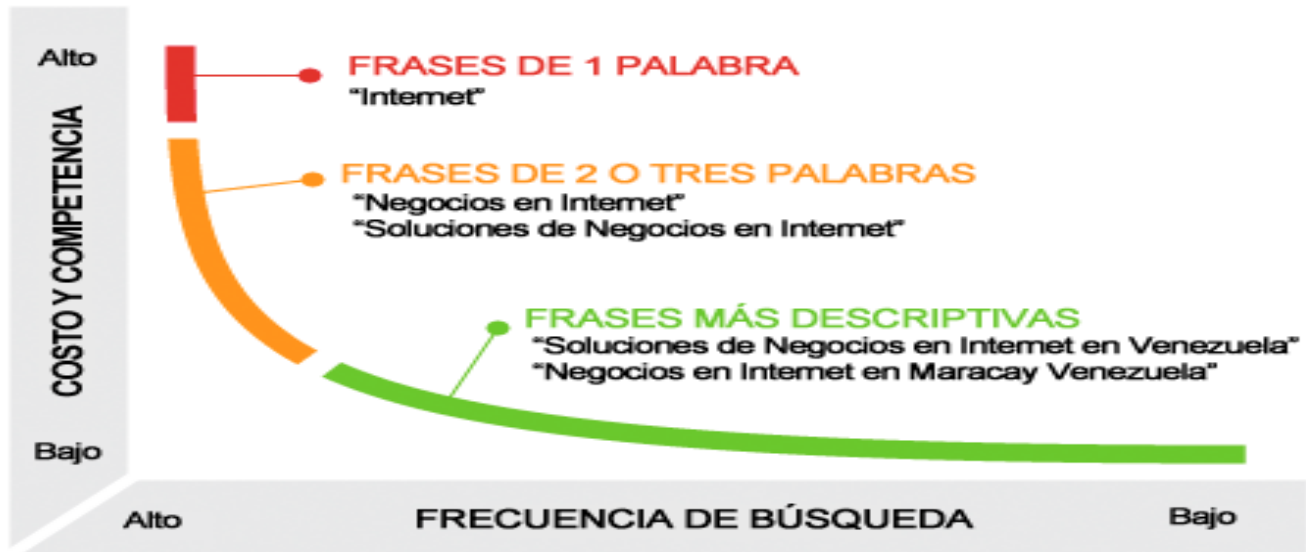 Alto
COSTO Y COMPETENCIA
Bajo
FRASES DE 1 PALABRA
“Internet”
FRASES DE 2 O TRES PALABRAS
“Negocios en Internet”
“Soluciones de Negocios en Internet”
FRASES MÁS DESCRIPTIVAS
“Soluciones de Negocios en Internet en Venezuela”
“Negocios en Internet en Maracay Venezuela”
Alto
FRECUENCIA DE BÚSQUEDA
Bajo